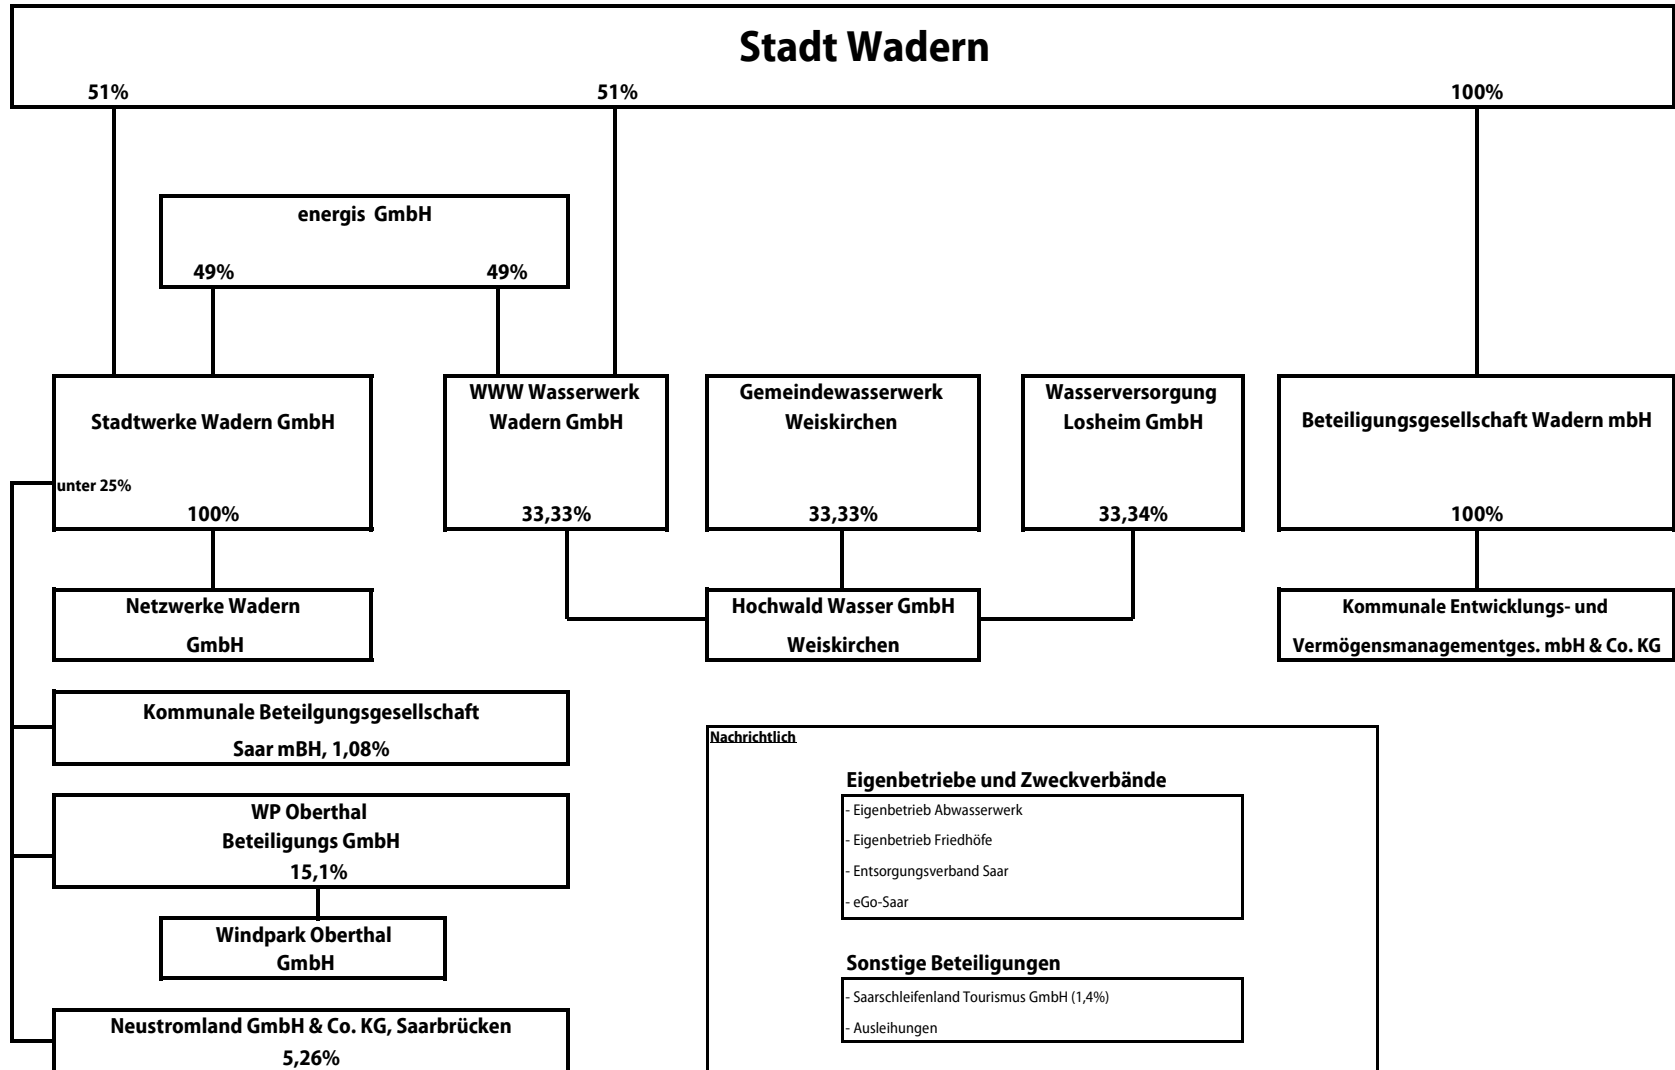 Stadt Wadern
51% 51% 100%
energis GmbH
49% 49%
Stadtwerke Wadern GmbH
unter 25%
100%
WWW Wasserwerk
Wadern GmbH
33,33%
Gemeindewasserwerk
Weiskirchen
33,33%
Wasserversorgung
Losheim GmbH
33,34%
Beteiligungsgesellschaft Wadern mbH
100%
Netzwerke Wadern
GmbH
Hochwald Wasser GmbH
Weiskirchen
Kommunale Entwicklungs- und
Vermögensmanagementges. mbH & Co. KG
Kommunale Beteilgungsgesellschaft
Saar mBH, 1,08%
WP Oberthal
Beteiligungs GmbH
15,1%
Windpark Oberthal
GmbH
Neustromland GmbH & Co. KG, Saarbrücken
5,26%
Nachrichtlich
Eigenbetriebe und Zweckverbände
- Eigenbetrieb Abwasserwerk
- Eigenbetrieb Friedhöfe
- Entsorgungsverband Saar
- eGo-Saar
Sonstige Beteiligungen
- Saarschleifenland Tourismus GmbH (1,4%)
- Ausleihungen